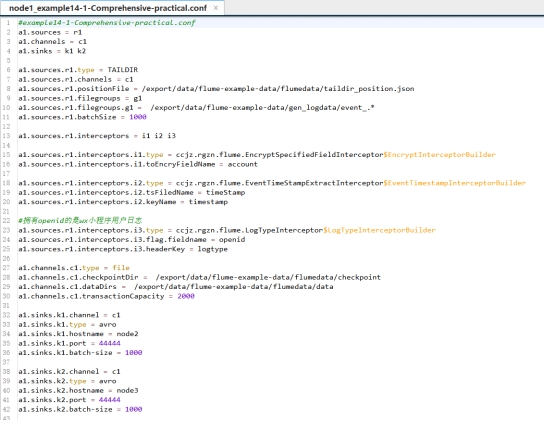 node1_example14-1-Comprehensive-practical.conf ×
1 #example14-1-Comprehensive-practical.conf
2 a1.sources = r1
3 a1.channels = c1
4 a1.sinks = k1 k2
5
6 a1.sources.r1.type = TAILDIR
7 a1.sources.r1.channels = c1
8 a1.sources.r1.positionFile = /export/data/flume-example-data/flumedata/taildir_position.json
9 a1.sources.r1.filegroups = g1
10 a1.sources.r1.filegroups.g1 = /export/data/flume-example-data/gen_logdata/event_.*
11 a1.sources.r1.batchSize = 1000
12
13 a1.sources.r1.interceptors = i1 i2 i3
14
15 a1.sources.r1.interceptors.i1.type = ccjz.rgzn.flume.EncryptSpecifiedFieldInterceptor$EncryptInterceptorBuilder
16 a1.sources.r1.interceptors.i1.toEncryFieldName = account
17
18 a1.sources.r1.interceptors.i2.type = ccjz.rgzn.flume.EventTimeStampExtractInterceptor$EventTimestampInterceptorBuilder
19 a1.sources.r1.interceptors.i2.tsFiledName = timeStamp
20 a1.sources.r1.interceptors.i2.keyName = timestamp
21
22 #拥有openid的是wx小程序用户日志
23 a1.sources.r1.interceptors.i3.type = ccjz.rgzn.flume.LogTypeInterceptor$LogTypeInterceptorBuilder
24 a1.sources.r1.interceptors.i3.flag.fieldname = openid
25 a1.sources.r1.interceptors.i3.headerKey = logtype
26
27 a1.channels.c1.type = file
28 a1.channels.c1.checkpointDir = /export/data/flume-example-data/flumedata/checkpoint
29 a1.channels.c1.dataDirs = /export/data/flume-example-data/flumedata/data
30 a1.channels.c1.transactionCapacity = 2000
31
32 a1.sinks.k1.channel = c1
33 a1.sinks.k1.type = avro
34 a1.sinks.k1.hostname = node2
35 a1.sinks.k1.port = 44444
36 a1.sinks.k1.batch-size = 1000
37
38 a1.sinks.k2.channel = c1
39 a1.sinks.k2.type = avro
40 a1.sinks.k2.hostname = node3
41 a1.sinks.k2.port = 44444
42 a1.sinks.k2.batch-size = 1000
43